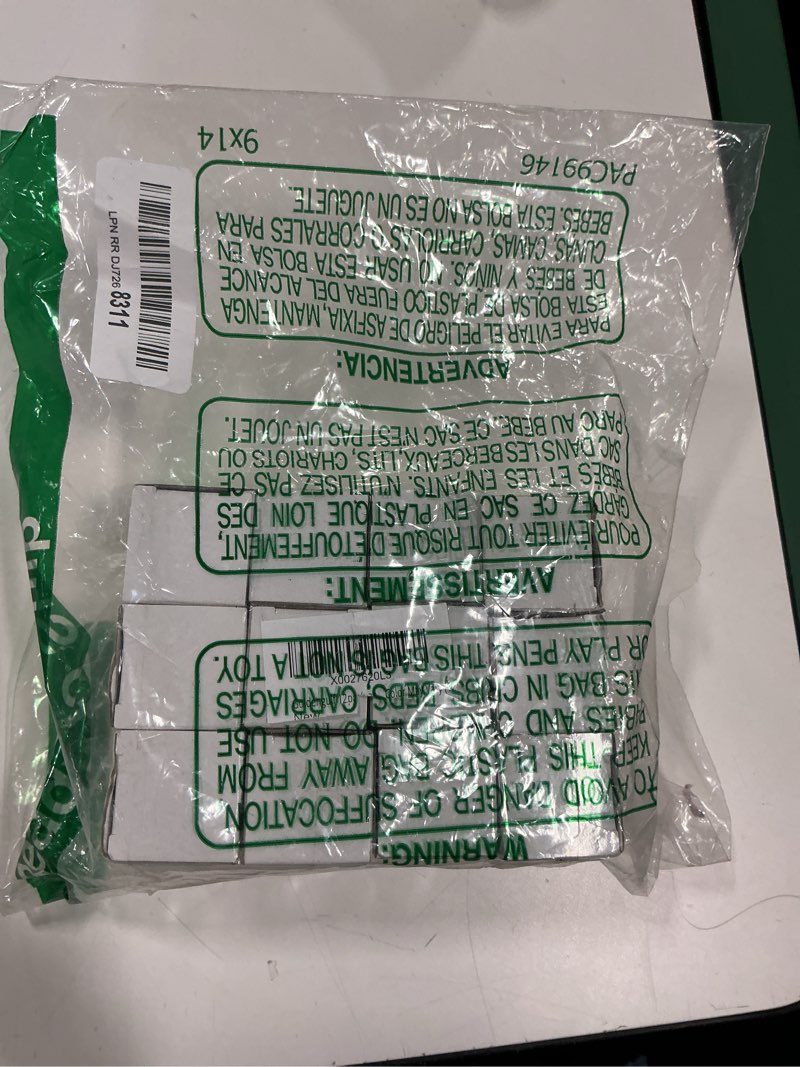 WARNING:
TO AVOID DANGER OF SUFFOCATION
KEEP THIS PLASTIC BAG AWAY FROM
BABIES AND CHILDREN. DO NOT USE
THIS BAG IN CRIBS, BEDS, CARRIAGES
OR PLAY PENS. THIS BAG IS NOT A TOY.
AVERTISSEMENT:
POUR ÉVITER TOUT RISQUE D'ÉTOUFFEMENT,
GARDEZ CE SAC EN PLASTIQUE LOIN DES
BÉBÉS ET LES ENFANTS. N'UTILISEZ PAS CE
SAC DANS LES BERCEAUX, LITS, CHARIOTS OU
PARC AU BÉBÉ. CE SAC N'EST PAS UN JOUET.
ADVERTENCIA:
PARA EVITAR EL PELIGRO DE ASFIXIA, MANTENGA
ESTA BOLSA DE PLASTICO FUERA DEL ALCANCE
DE BEBES Y NINOS. NO USAR ESTA BOLSA EN
CUNAS, CAMAS, CARRIOLAS O CORRALES PARA
BEBES. ESTA BOLSA NO ES UN JUGUETE.
PAC99146
9x14
LPN RR DJ726 8311